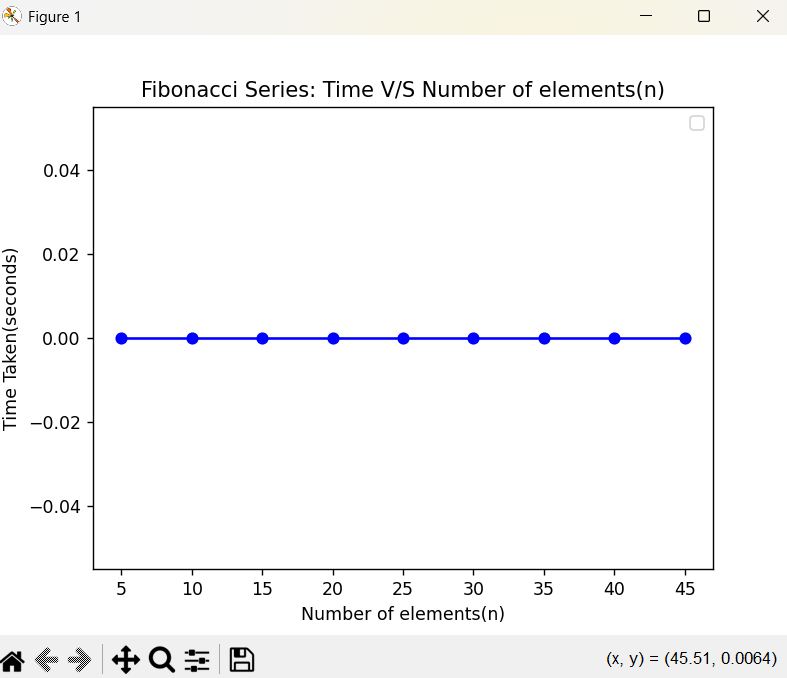 Figure 1
Fibonacci Series: Time V/S Number of elements(n)
Time Taken(seconds)
0.04
0.02
0.00
−0.02
−0.04
5 10 15 20 25 30 35 40 45
Number of elements(n)
(x, y) = (45.51, 0.0064)